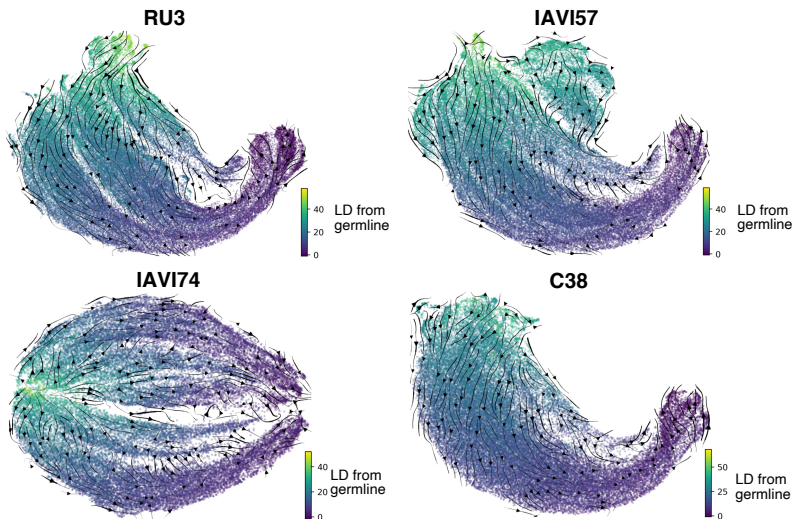 RU3
IAVI57
40
20
0
LD from
germline
40
20
0
LD from
germline
IAVI74
C38
40
20
0
LD from
germline
50
25
0
LD from
germline